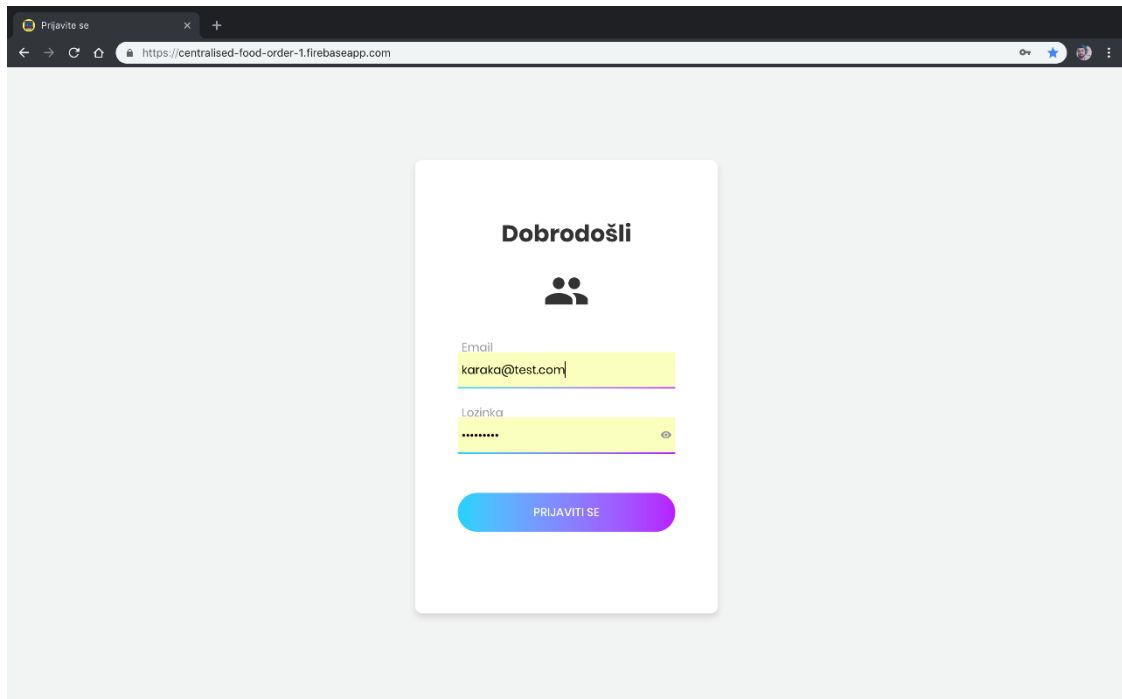 Prijavite se
https://centralised-food-order-1.firebaseapp.com
Dobrodošli
Email
karaka@test.com
Lozinka
•••••••••
PRIJAVITI SE